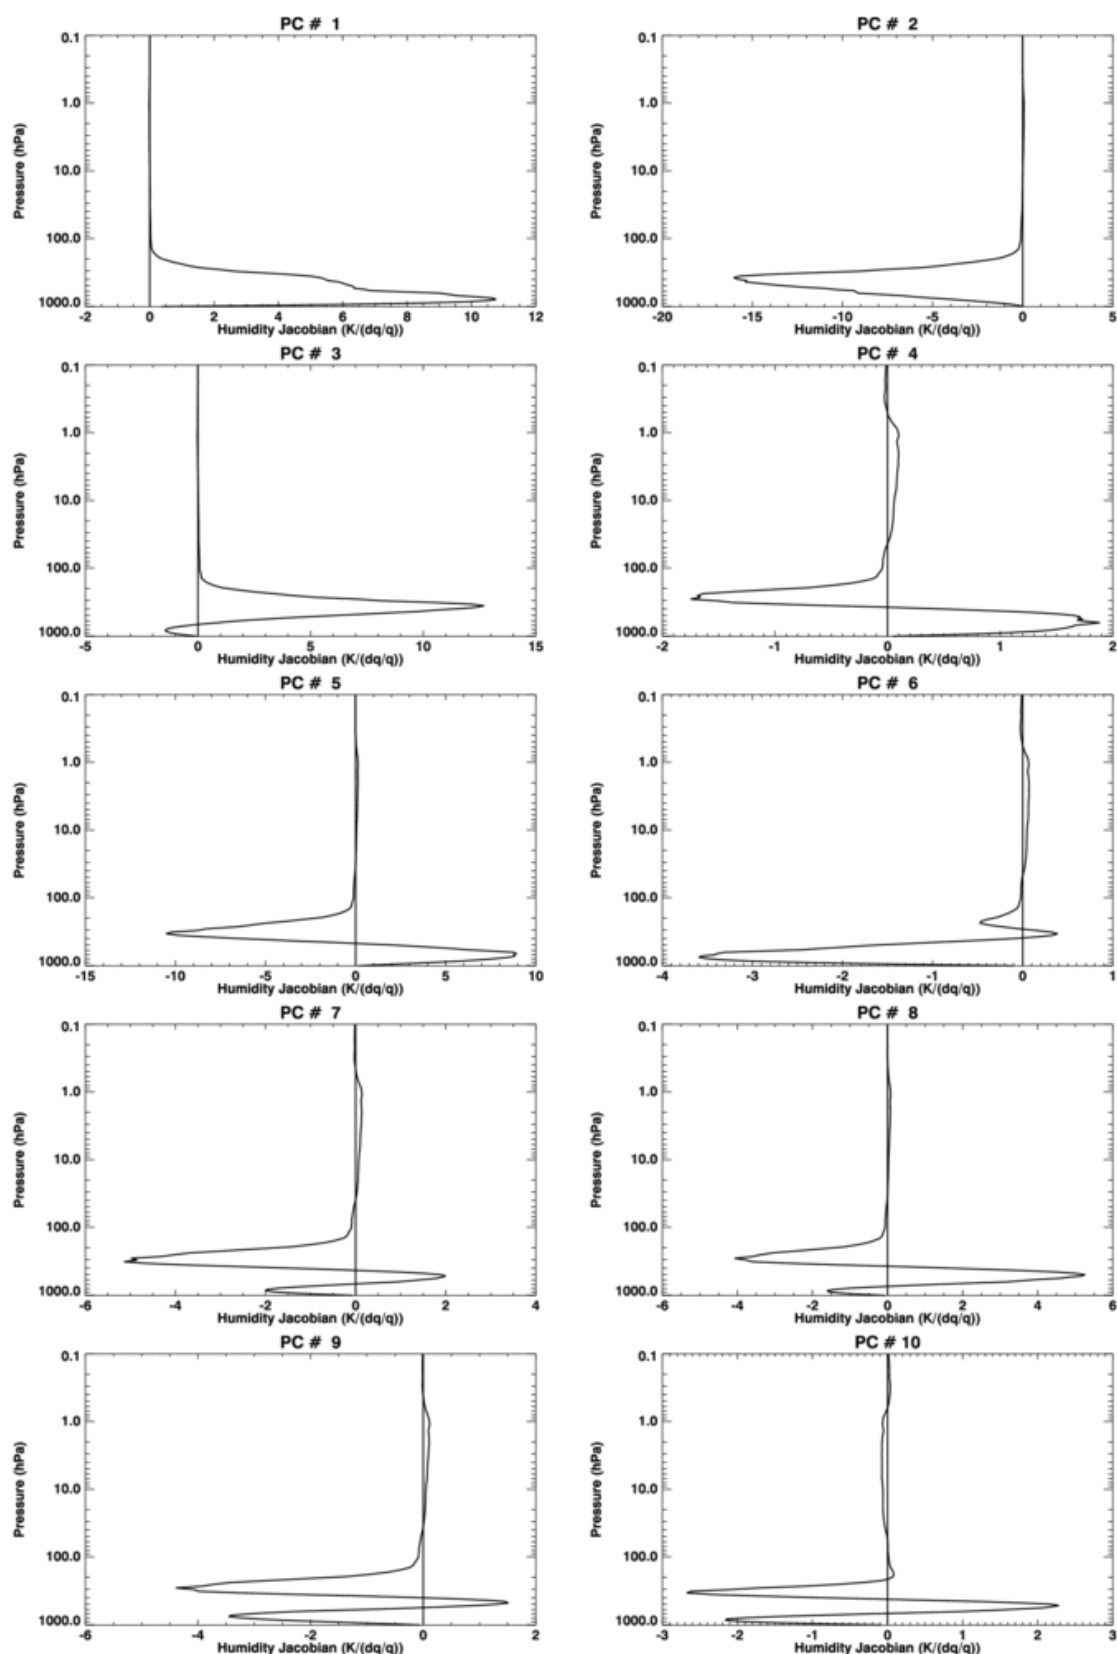 PC # 1
0.1
1.0
10.0
100.0
1000.0
Pressure (hPa)
-2 0 2 4 6 8 10 12
Humidity Jacobian (K/(dq/q))
PC # 2
0.1
1.0
10.0
100.0
1000.0
Pressure (hPa)
-20 -15 -10 -5 0 5
Humidity Jacobian (K/(dq/q))
PC # 3
0.1
1.0
10.0
100.0
1000.0
Pressure (hPa)
-5 0 5 10 15
Humidity Jacobian (K/(dq/q))
PC # 4
0.1
1.0
10.0
100.0
1000.0
Pressure (hPa)
-2 -1 0 1 2
Humidity Jacobian (K/(dq/q))
PC # 5
0.1
1.0
10.0
100.0
1000.0
Pressure (hPa)
-15 -10 -5 0 5 10
Humidity Jacobian (K/(dq/q))
PC # 6
0.1
1.0
10.0
100.0
1000.0
Pressure (hPa)
-4 -3 -2 -1 0 1
Humidity Jacobian (K/(dq/q))
PC # 7
0.1
1.0
10.0
100.0
1000.0
Pressure (hPa)
-6 -4 -2 0 2 4
Humidity Jacobian (K/(dq/q))
PC # 8
0.1
1.0
10.0
100.0
1000.0
Pressure (hPa)
-6 -4 -2 0 2 4 6
Humidity Jacobian (K/(dq/q))
PC # 9
0.1
1.0
10.0
100.0
1000.0
Pressure (hPa)
-6 -4 -2 0 2
Humidity Jacobian (K/(dq/q))
PC # 10
0.1
1.0
10.0
100.0
1000.0
Pressure (hPa)
-3 -2 -1 0 1 2 3
Humidity Jacobian (K/(dq/q))